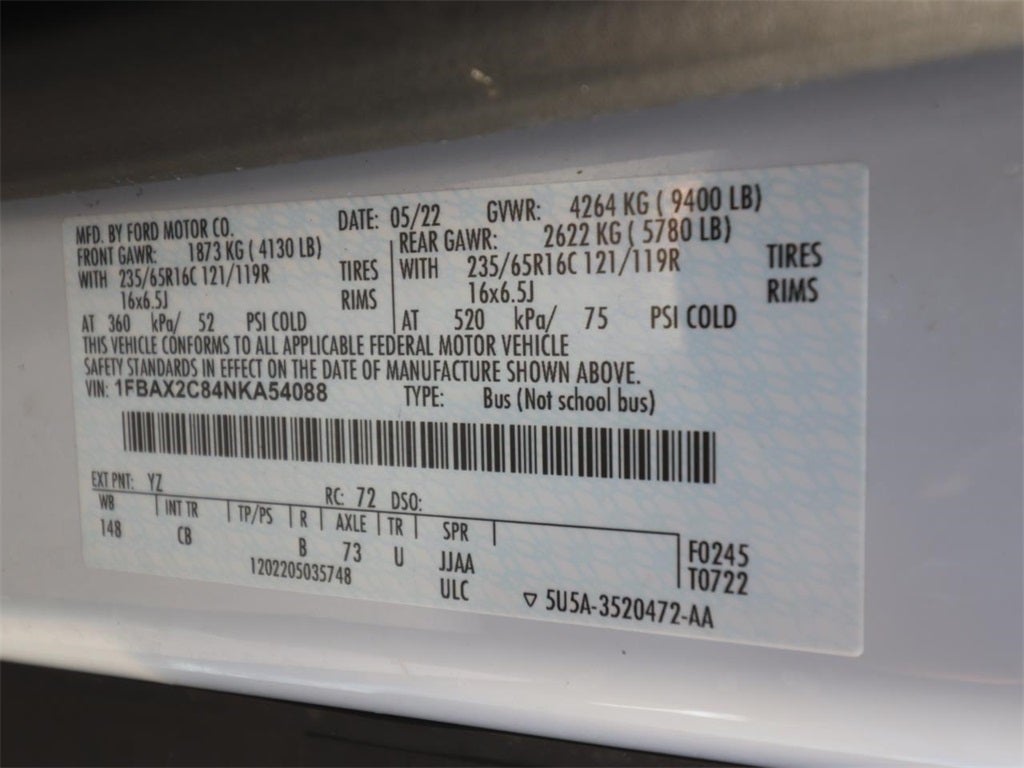 MFD. BY FORD MOTOR CO. DATE: 05/22 GVWR: 4264 KG ( 9400 LB)
FRONT GAWR: 1873 KG ( 4130 LB) REAR GAWR: 2622 KG ( 5780 LB)
WITH 235/65R16C 121/119R TIRES WITH 235/65R16C 121/119R TIRES
16x6.5J RIMS 16x6.5J RIMS
AT 360 kPa/ 52 PSI COLD AT 520 kPa/ 75 PSI COLD
THIS VEHICLE CONFORMS TO ALL APPLICABLE FEDERAL MOTOR VEHICLE
SAFETY STANDARDS IN EFFECT ON THE DATE OF MANUFACTURE SHOWN ABOVE.
VIN: 1FBAX2C84NKA54088 TYPE: Bus (Not school bus)
EXT PNT: YZ RC: 72 DSO:
WB INT TR TP/PS R AXLE TR SPR
148 CB B 73 U JJAA F0245
1202205035748 ULC T0722
5U5A-3520472-AA